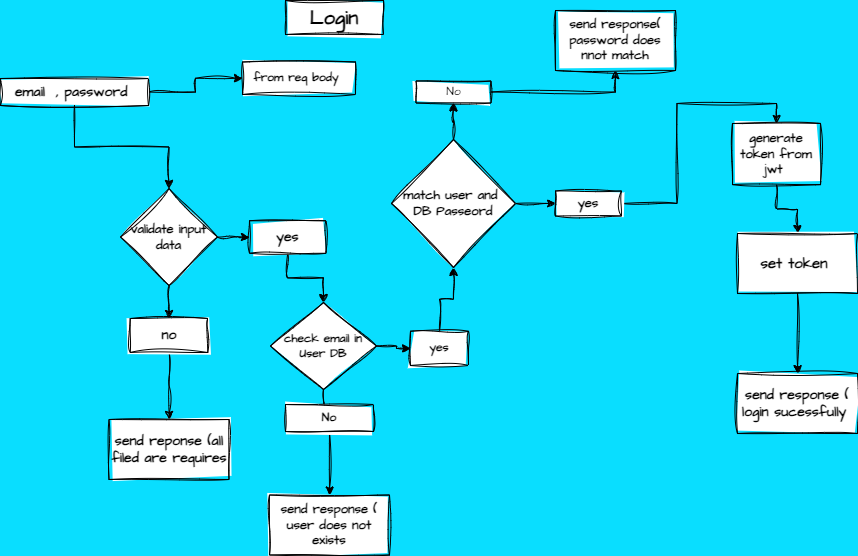 Login
send response(
password does
nnot match
from req body
email , password
No
generate
token from
jwt
match user and
DB Passeord
yes
validate input
data
yes
set token
no
check email in
User DB
yes
send response (
login sucessfully
No
send reponse (all
filed are requires
send response (
user does not
exists